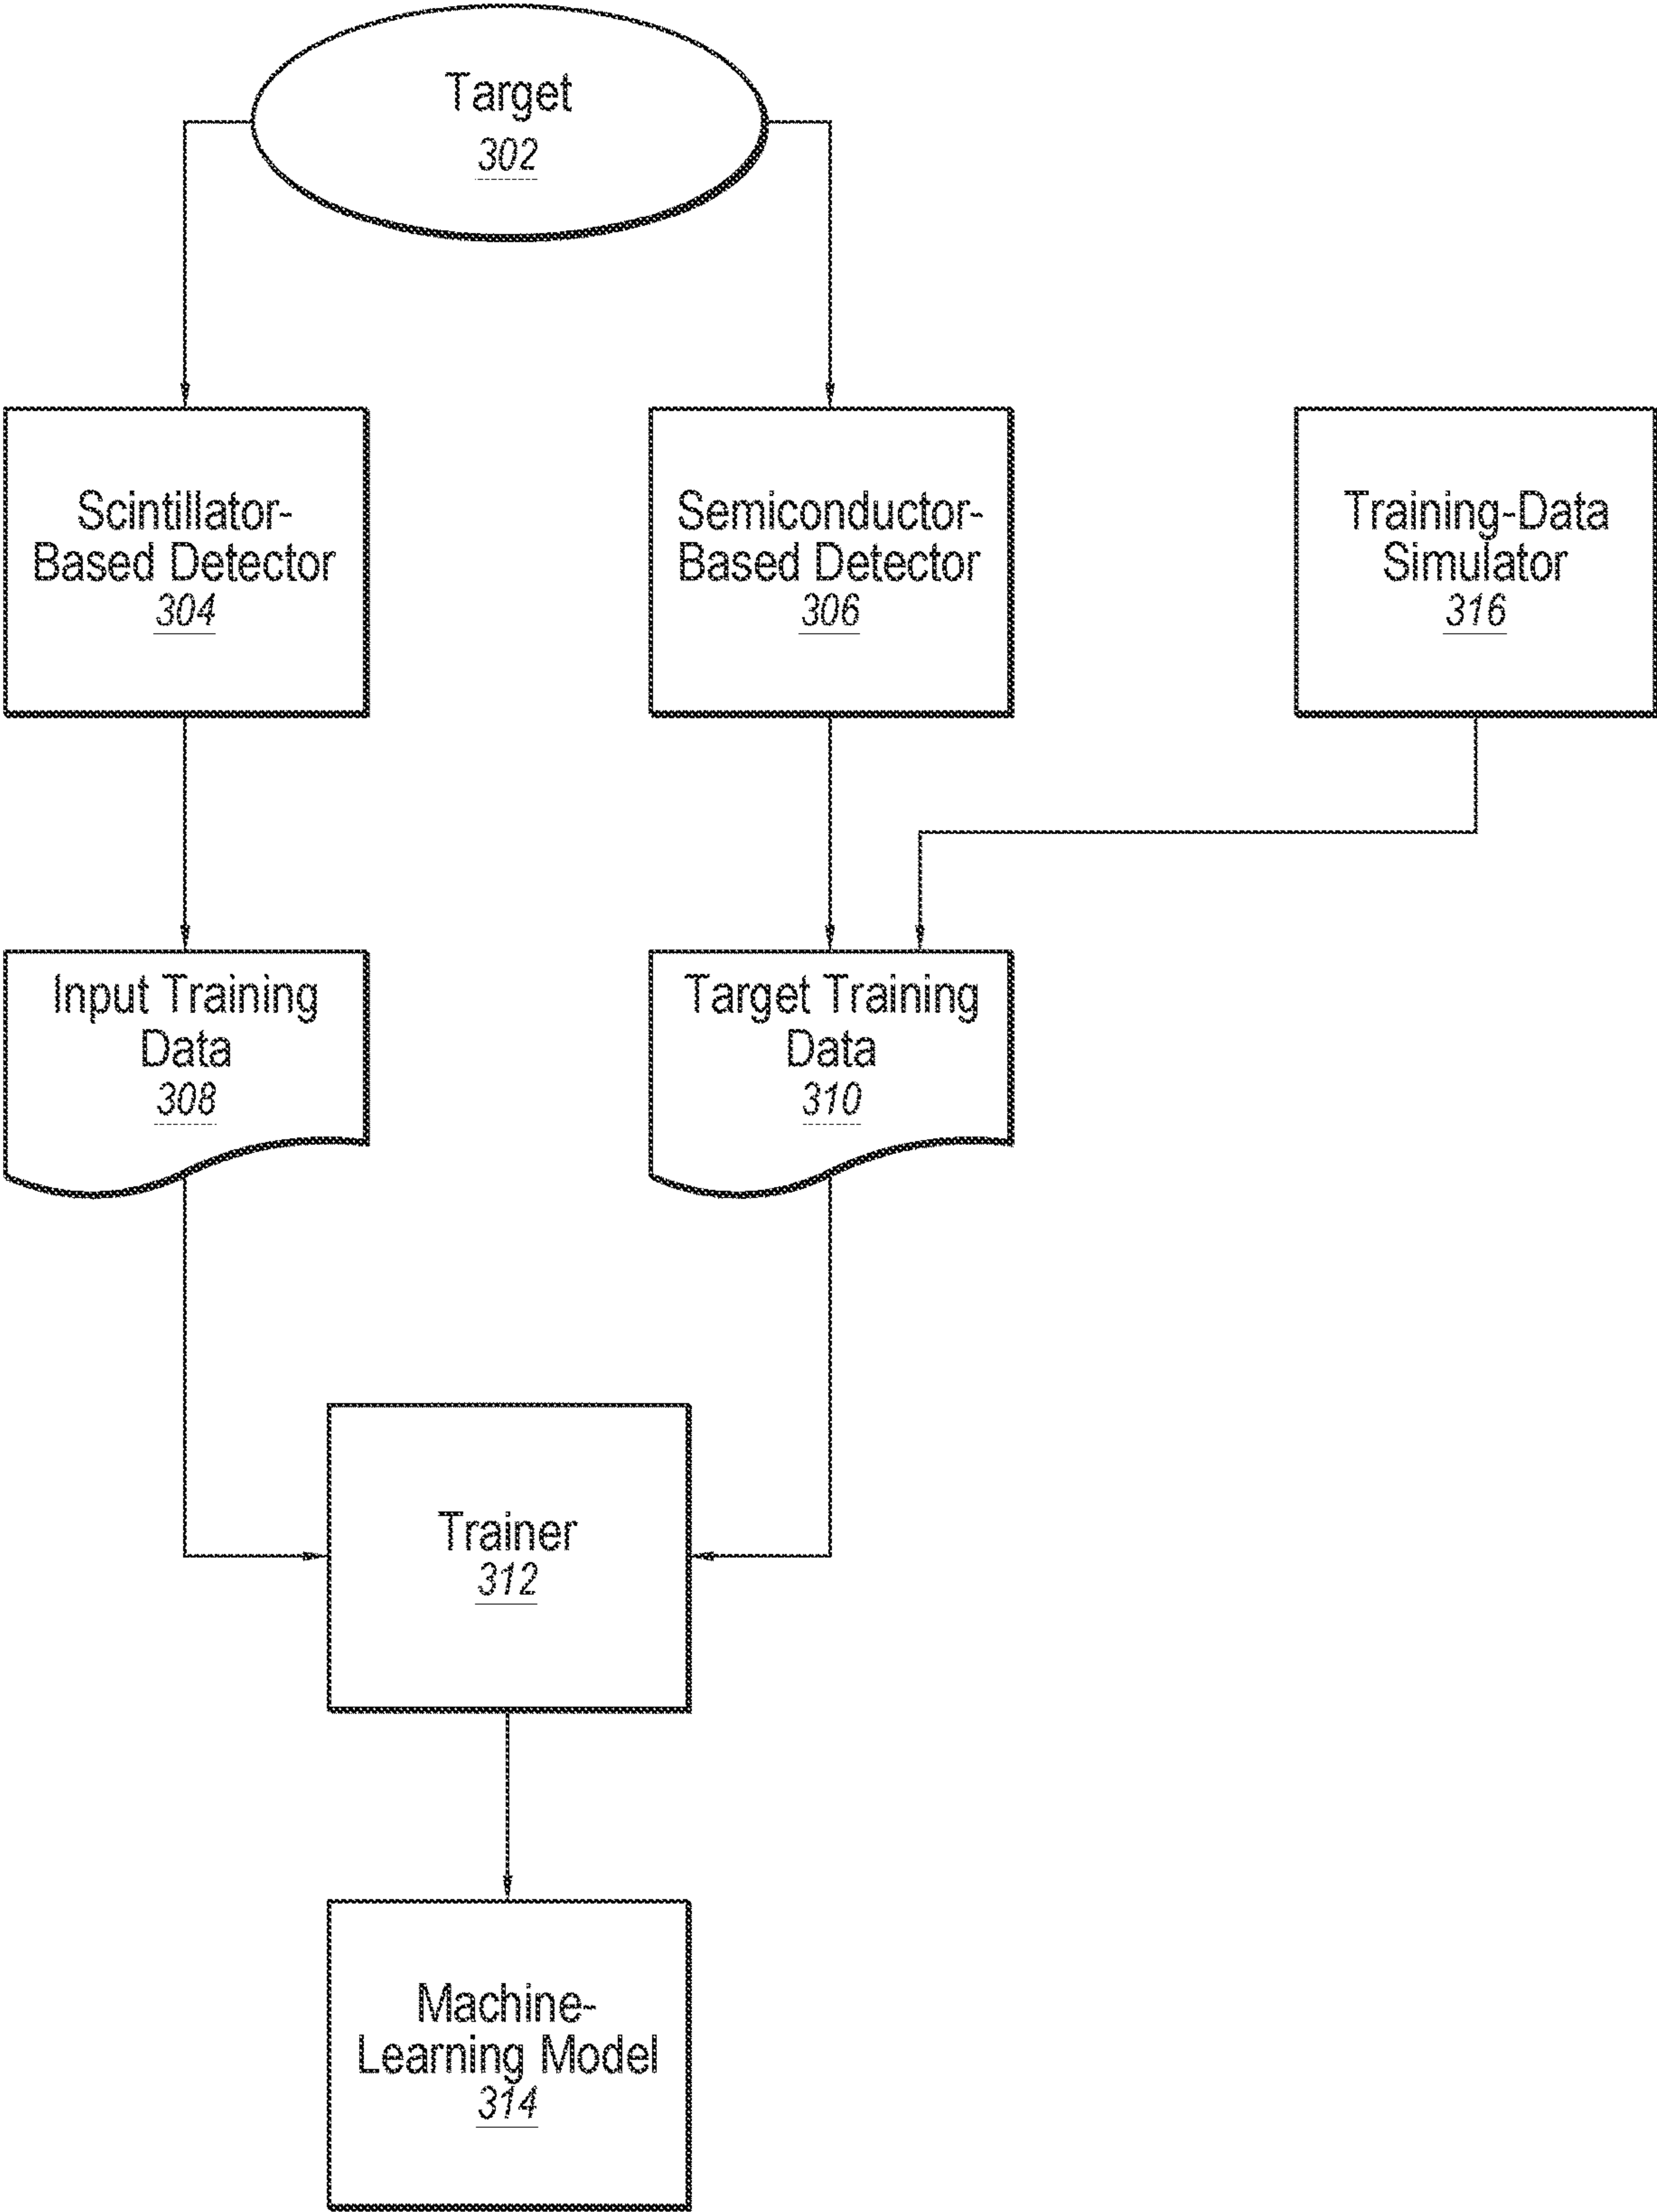 Target
302
Scintillator-
Based Detector
304
Semiconductor-
Based Detector
306
Training-Data
Simulator
316
Input Training
Data
308
Target Training
Data
310
Trainer
312
Machine-
Learning Model
314